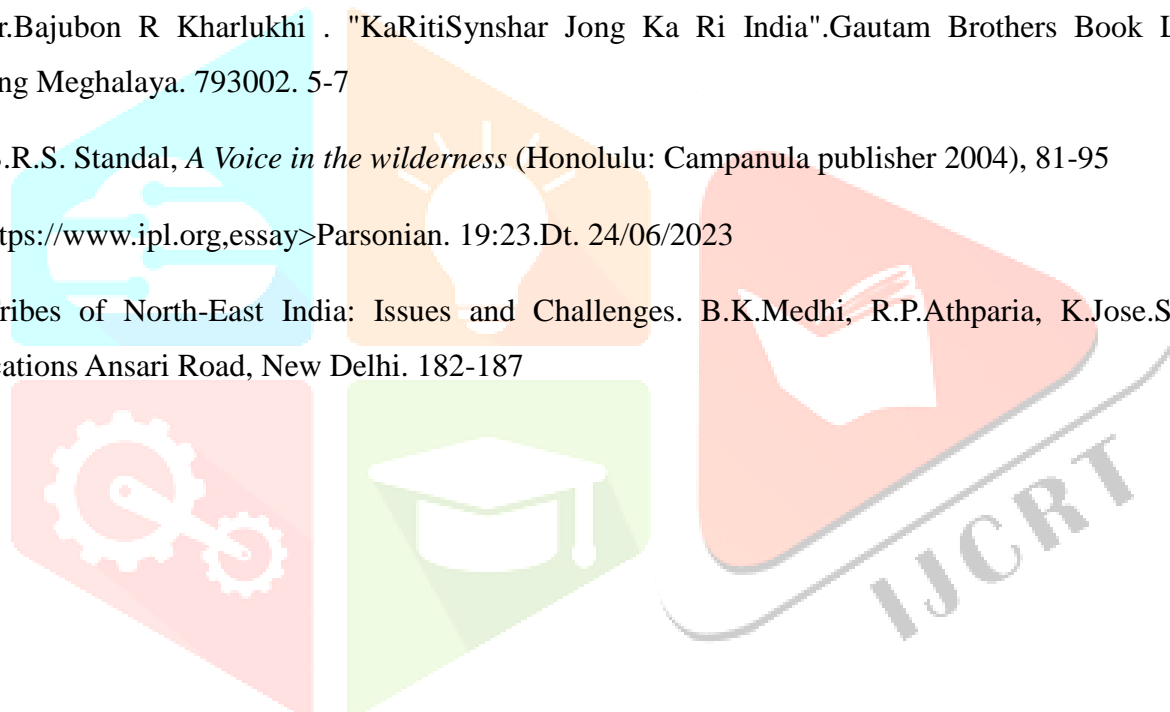 r.Bajubon R Kharlukhi . "KaRitiSynshar Jong Ka Ri India".Gautam Brothers Book
ng Meghalaya. 793002. 5-7
.R.S. Standal, A Voice in the wilderness (Honolulu: Campanula publisher 2004), 81-95
tps://www.ipl.org,essay>Parsonian. 19:23.Dt. 24/06/2023
ribes of North-East India: Issues and Challenges. B.K.Medhi, R.P.Athparia, K.Jose.S
cations Ansari Road, New Delhi. 182-187
IJCRT